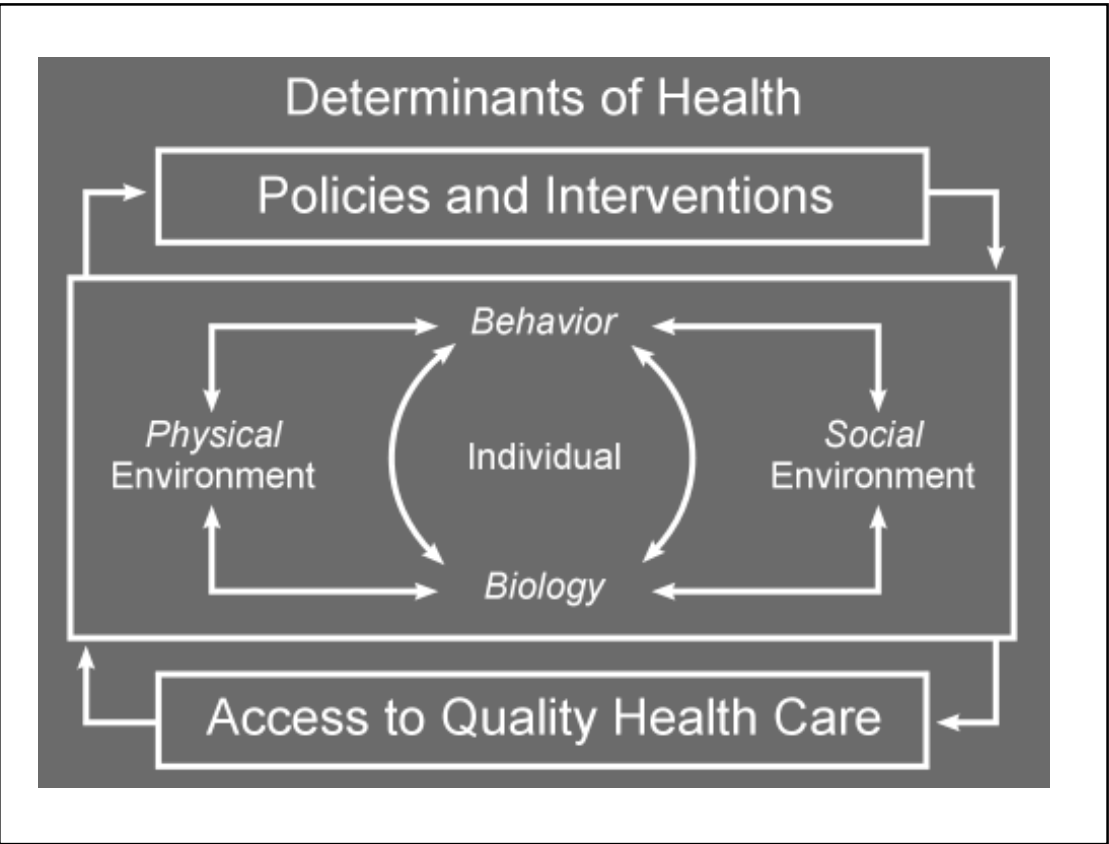 Determinants of Health
Policies and Interventions
Behavior
Physical
Environment
Individual
Social
Environment
Biology
Access to Quality Health Care